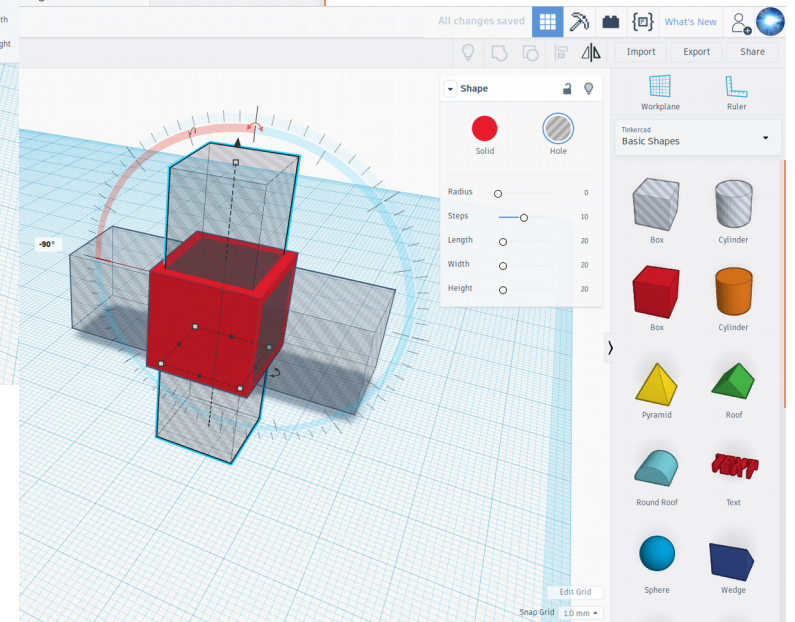 th
ght
All changes saved
What's New
Import
Export
Share
Shape
Solid
Hole
Radius
0
Steps
10
Length
20
Width
20
Height
20
-90°
Workplane
Ruler
Tinkercad
Basic Shapes
Box
Cylinder
Box
Cylinder
Pyramid
Roof
TEXT
Round Roof
Text
Sphere
Wedge
Edit Grid
Snap Grid
1.0 mm